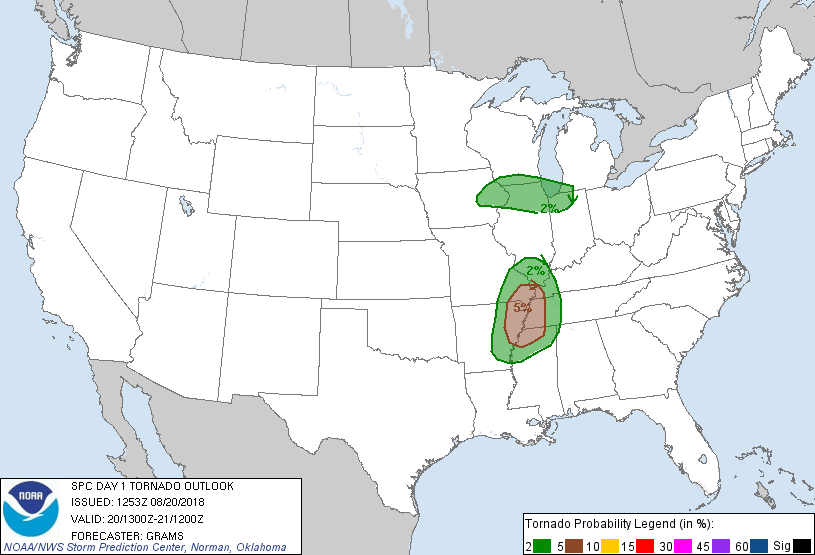 2%
2%
5%
NOAA
SPC DAY 1 TORNADO OUTLOOK
ISSUED: 1253Z 08/20/2018
VALID: 20/1300Z-21/1200Z
FORECASTER: GRAMS
NOAA/NWS Storm Prediction Center, Norman, Oklahoma
Tornado Probability Legend (in %):
2 5 10 15 30 45 60 Sig